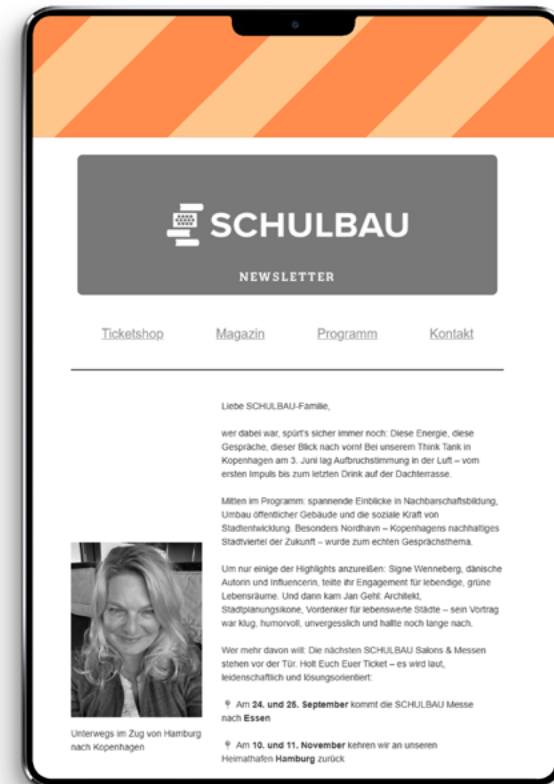 SCHULBAU
NEWSLETTER
Ticketshop Magazin Programm Kontakt
Liebe SCHULBAU-Familie,
wer dabei war, spürt's sicher immer noch: Diese Energie, diese
Gespräche, dieser Blick nach vorn! Bei unserem Think Tank in
Kopenhagen am 3. Juni lag Aufbruchstimmung in der Luft – vom
ersten Impuls bis zum letzten Drink auf der Dachterrasse.
Mitten im Programm: spannende Einblicke in Nachbarschaftsbildung,
Umbau öffentlicher Gebäude und die soziale Kraft von
Stadtentwicklung. Besonders Nordhavn – Kopenhagens nachhaltiges
Stadtviertel der Zukunft – wurde zum echten Gesprächsthema.
Um nur einige der Highlights anzureißen: Signe Wenneberg, dänische
Autorin und Influencerin, teilte ihr Engagement für lebendige, grüne
Lebensräume. Und dann kam Jan Gehl: Architekt,
Stadtplanungsikone, Vordenker für lebenswerte Städte – sein Vortrag
war klug, humorvoll, unvergesslich und hallte noch lange nach.
Wer mehr davon will: Die nächsten SCHULBAU Salons & Messen
stehen vor der Tür. Holt Euch Euer Ticket – es wird laut,
leidenschaftlich und lösungsorientiert:
Am 24. und 25. September kommt die SCHULBAU Messe
nach Essen
Am 10. und 11. November kehren wir an unseren
Heimathafen Hamburg zurück
Unterwegs im Zug von Hamburg
nach Kopenhagen